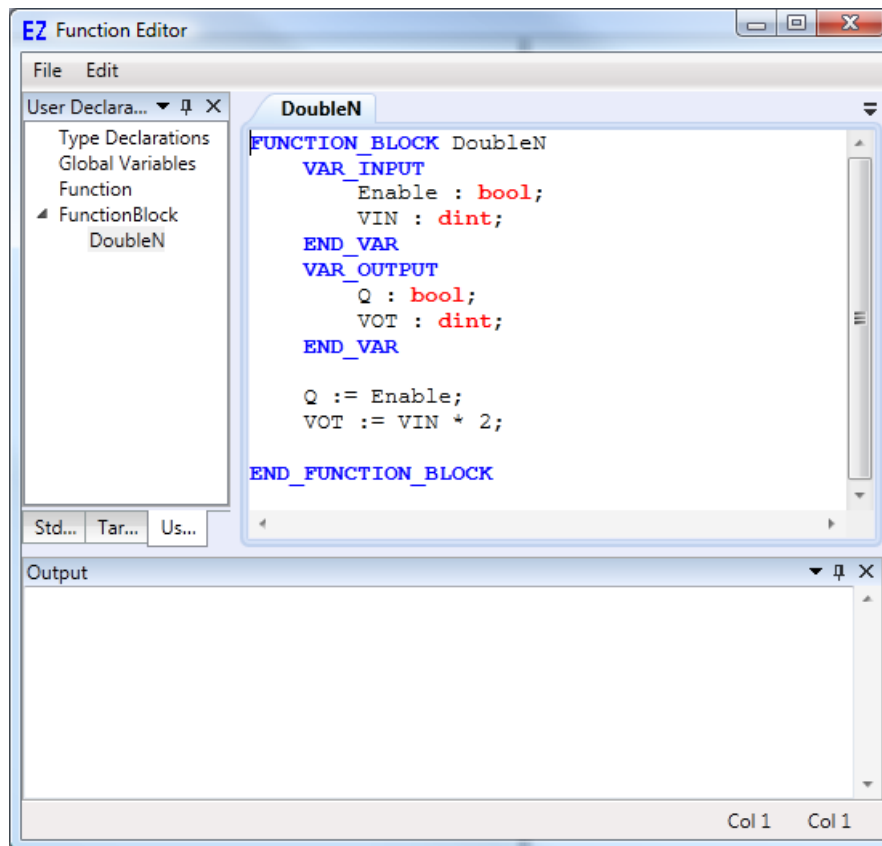 EZ Function Editor
File Edit
User Declara...
Type Declarations
Global Variables
Function
FunctionBlock
DoubleN
Std... Tar... Us...
DoubleN
FUNCTION_BLOCK DoubleN
VAR_INPUT
Enable : bool;
VIN : dint;
END_VAR
VAR_OUTPUT
Q : bool;
VOT : dint;
END_VAR
Q := Enable;
VOT := VIN * 2;
END_FUNCTION_BLOCK
Output
Col 1 Col 1